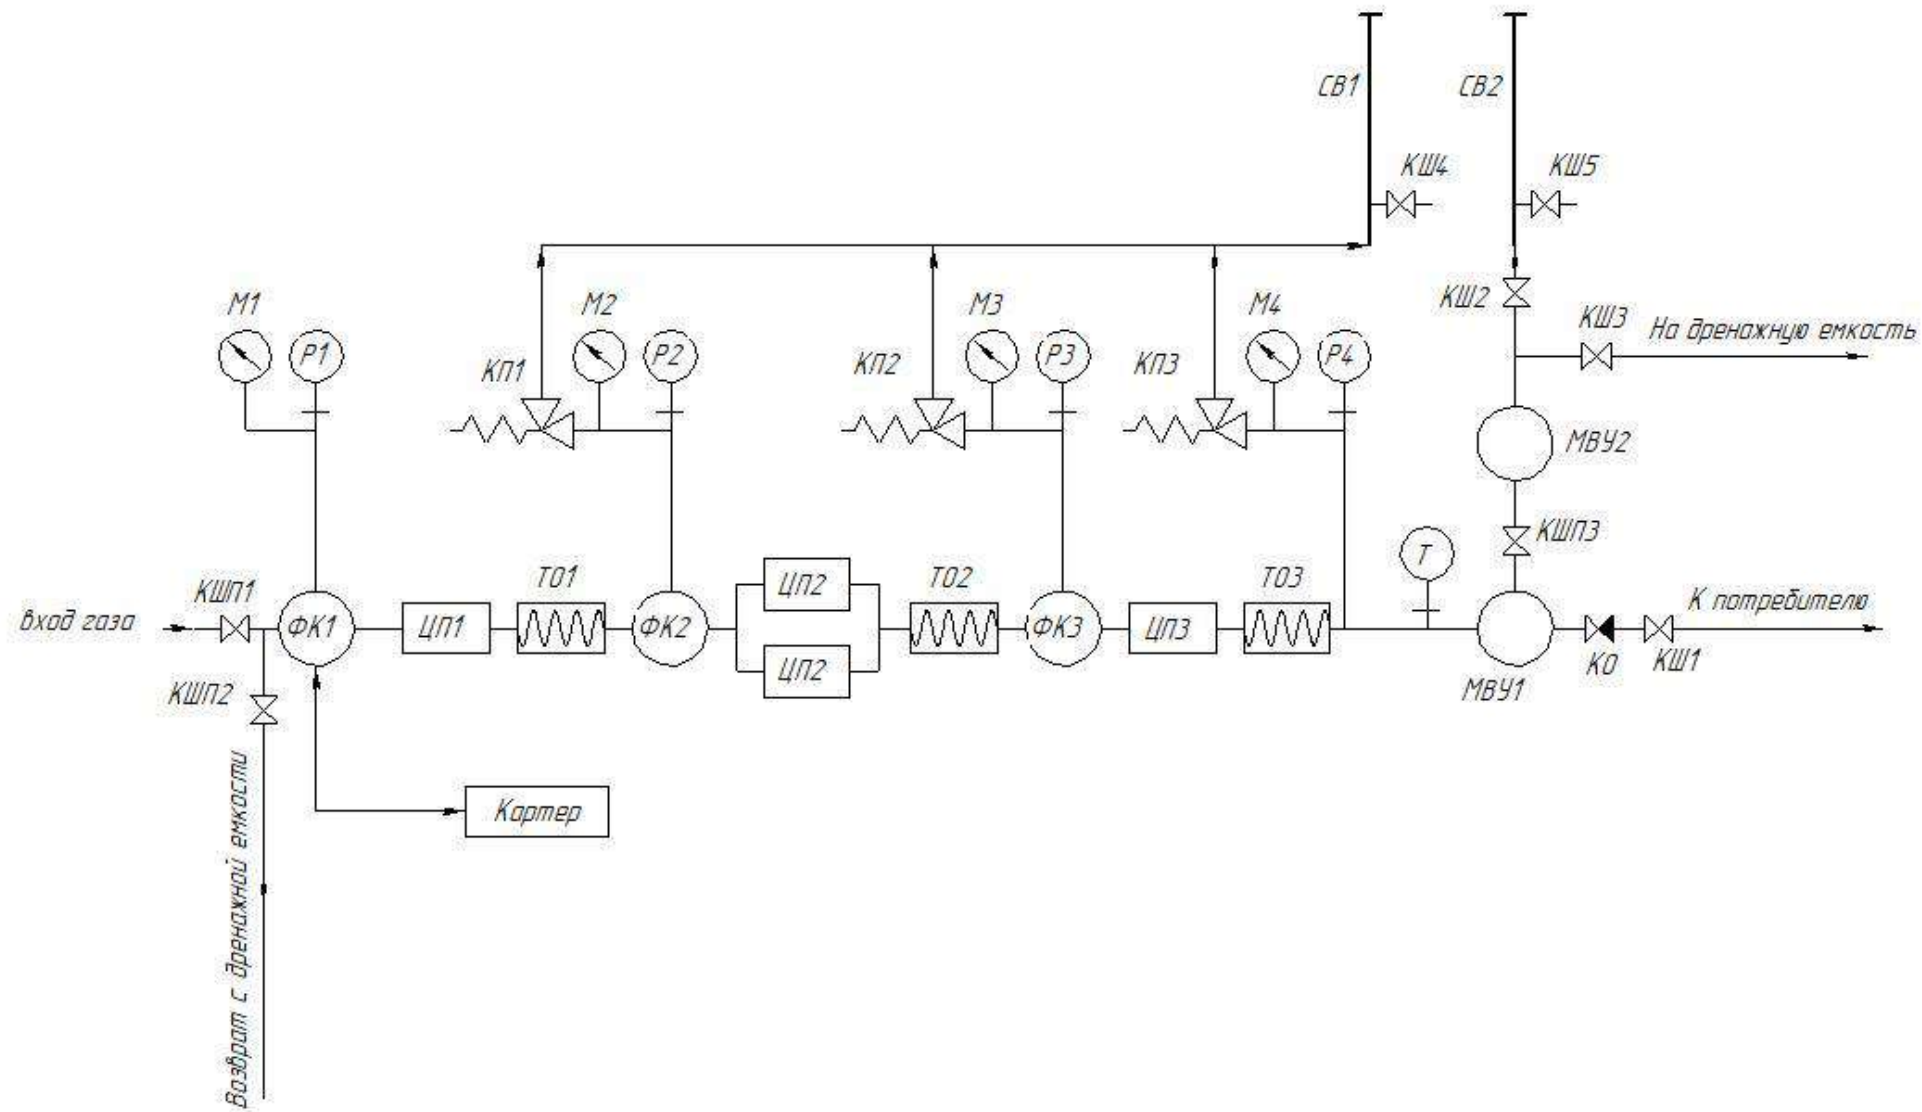 СВ1
СВ2
КШ4
КШ5
КШ2
КШ3
На дренажную емкость
М1
Р1
КП1
М2
Р2
КП2
М3
Р3
КП3
М4
Р4
МВУ2
КШП3
Т
вход газа
КШП1
ФК1
ЦП1
ТО1
ФК2
ЦП2
ЦП2
ТО2
ФК3
ЦП3
ТО3
МВУ1
КО
КШ1
К потребителю
КШП2
Возврат с дренажной емкости
Картер